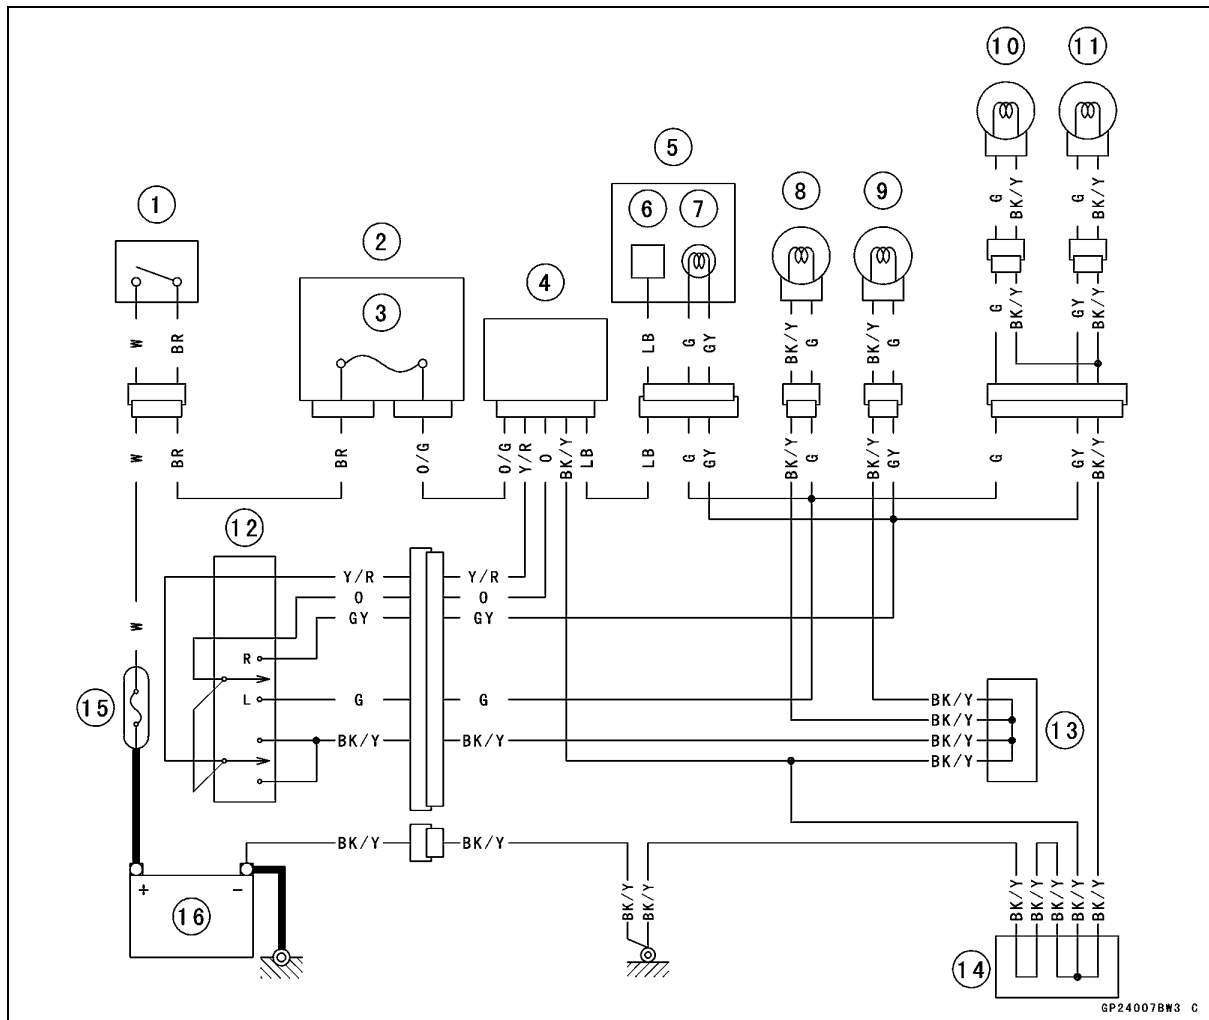 10 11
5
1
6 7
8 9
2
4
3
G BK/Y G BK/Y
W BR
LB G GY
BK/Y G BK/Y G
G BK/Y GY BK/Y
W BR
BR O/G
O/G Y/R O BK/Y LB
LB G GY
BK/Y G BK/Y GY
G GY BK/Y
12
Y/R Y/R
O O
GY GY
W
R
L G G BK/Y
15
BK/Y 13
BK/Y BK/Y BK/Y
BK/Y
BK/Y BK/Y
+ -
16
BK/Y BK/Y
BK/Y BK/Y BK/Y BK/Y BK/Y
14
GP24007BW3 C